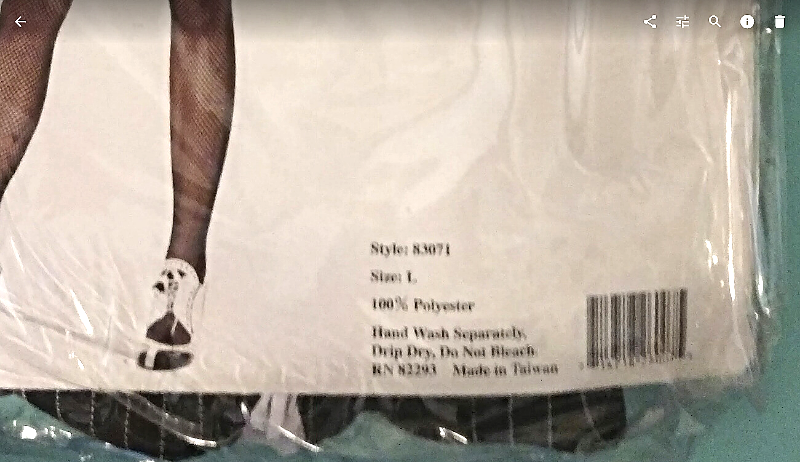 Style: 83071
Size: L
100% Polyester
Hand Wash Separately,
Drip Dry, Do Not Bleach
RN 82293 Made in Taiwan